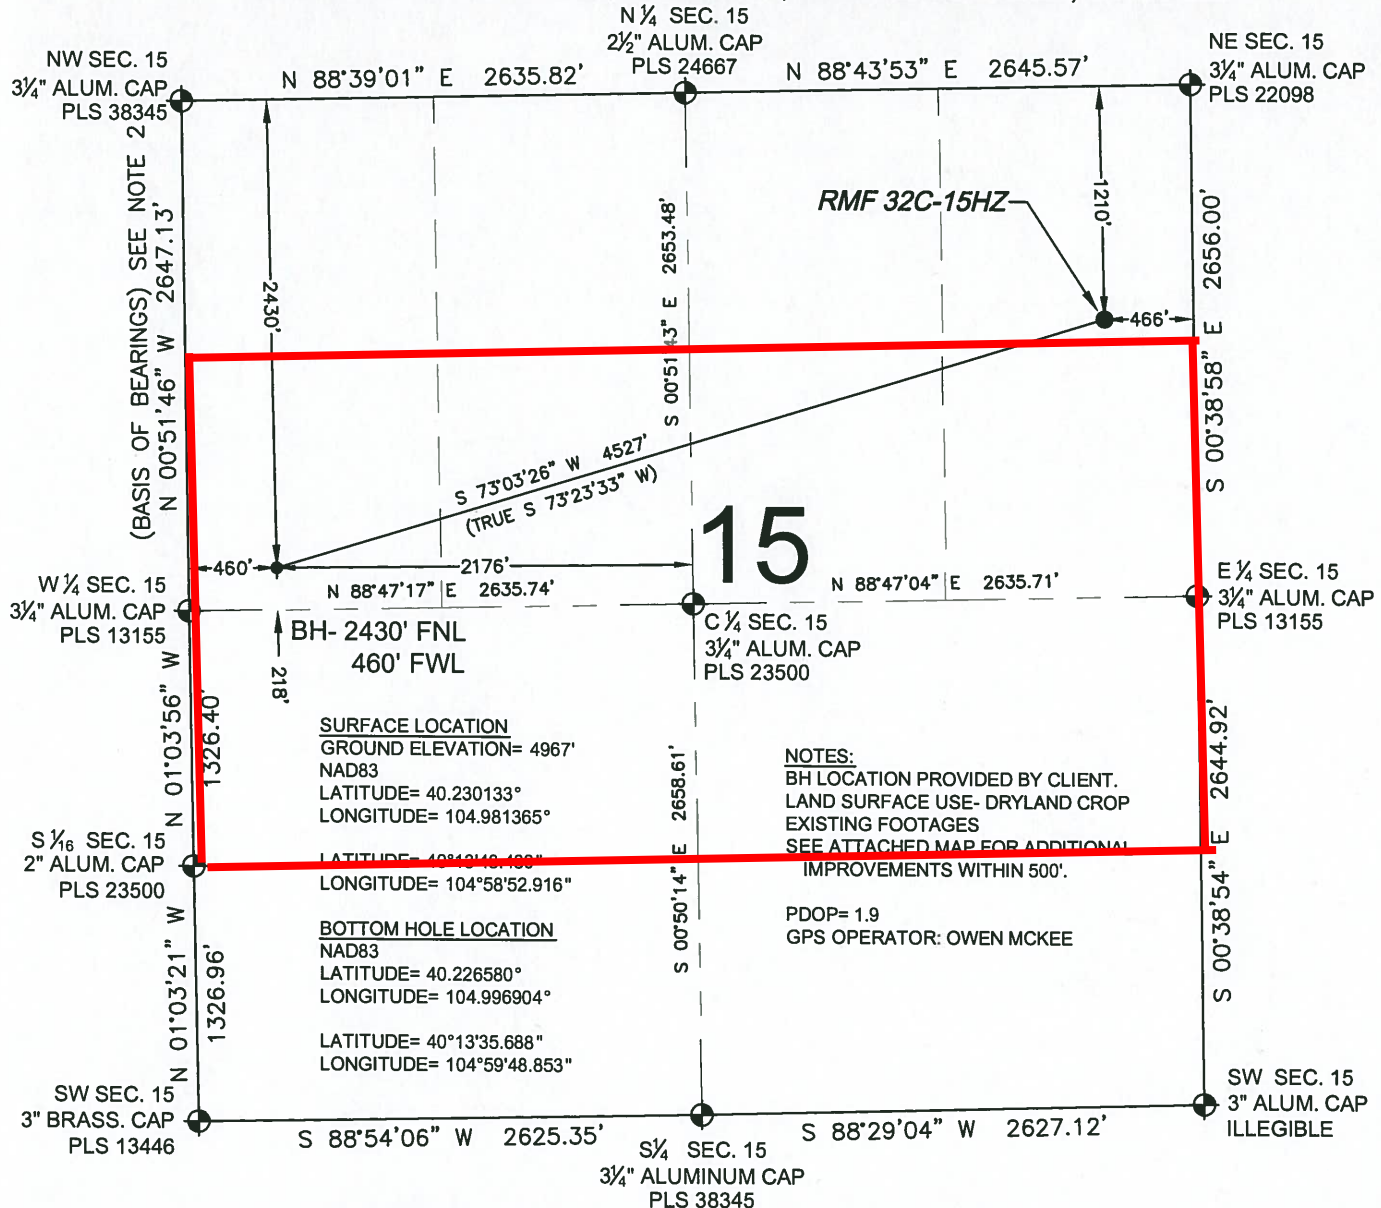 N ¼ SEC. 15
2½" ALUM. CAP
PLS 24667
NW SEC. 15
3¼" ALUM. CAP
PLS 38345
N 88°39'01" E 2635.82'
N 88°43'53" E 2645.57'
NE SEC. 15
3¼" ALUM. CAP
PLS 22098
(BASIS OF BEARINGS) SEE NOTE 2
N 00°51'46" W 2647.13'
2430'
S 00°51'43" E 2653.48'
RMF 32C-15HZ
1210'
466'
S 00°38'58" E 2656.00'
S 73°03'26" W 4527'
(TRUE S 73°23'33" W)
15
460'
2176'
N 88°47'17" E 2635.74'
N 88°47'04" E 2635.71'
W ¼ SEC. 15
3¼" ALUM. CAP
PLS 13155
E ¼ SEC. 15
3¼" ALUM. CAP
PLS 13155
C ¼ SEC. 15
3¼" ALUM. CAP
PLS 23500
BH- 2430' FNL
460' FWL
218'
N 01°03'56" W
1326.40'
SURFACE LOCATION
GROUND ELEVATION= 4967'
NAD83
LATITUDE= 40.230133°
LONGITUDE= 104.981365°
LATITUDE=
LONGITUDE= 104°58'52.916"
BOTTOM HOLE LOCATION
NAD83
LATITUDE= 40.226580°
LONGITUDE= 104.996904°
LATITUDE= 40°13'35.688"
LONGITUDE= 104°59'48.853"
S 00°50'14" E 2658.61'
NOTES:
BH LOCATION PROVIDED BY CLIENT.
LAND SURFACE USE- DRYLAND CROP
EXISTING FOOTAGES
SEE ATTACHED MAP FOR ADDITIONAL
IMPROVEMENTS WITHIN 500'.
PDOP= 1.9
GPS OPERATOR: OWEN MCKEE
S 00°38'54" E 2644.92'
S 1⁄16 SEC. 15
2" ALUM. CAP
PLS 23500
N 01°03'21" W
1326.96'
SW SEC. 15
3" BRASS. CAP
PLS 13446
S 88°54'06" W 2625.35'
S¼ SEC. 15
3¼" ALUMINUM CAP
PLS 38345
S 88°29'04" W 2627.12'
SW SEC. 15
3" ALUM. CAP
ILLEGIBLE